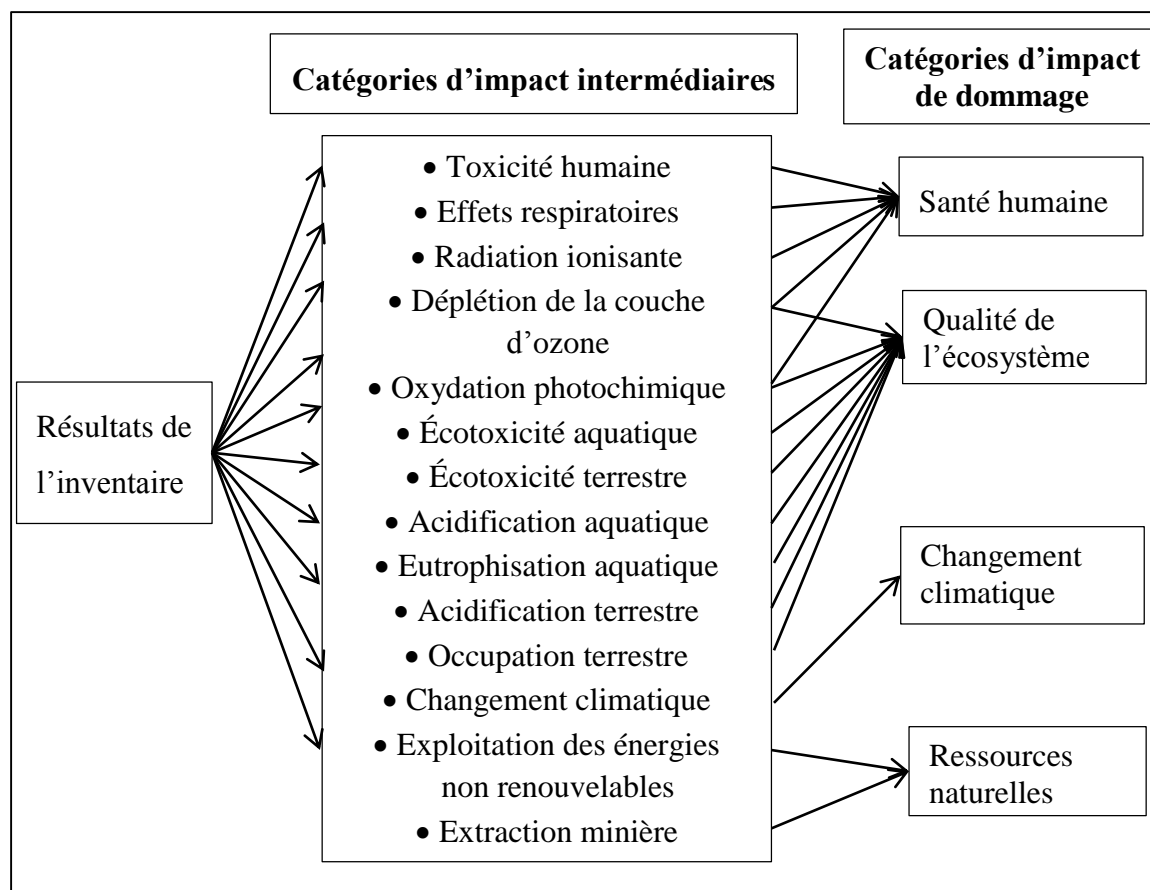 Catégories d'impact intermédiaires
Catégories d'impact
de dommage
Résultats de
l'inventaire
• Toxicité humaine
• Effets respiratoires
• Radiation ionisante
• Déplétion de la couche
d'ozone
• Oxydation photochimique
• Écotoxicité aquatique
• Écotoxicité terrestre
• Acidification aquatique
• Eutrophisation aquatique
• Acidification terrestre
• Occupation terrestre
• Changement climatique
• Exploitation des énergies
non renouvelables
• Extraction minière
Santé humaine
Qualité de
l'écosystème
Changement
climatique
Ressources
naturelles